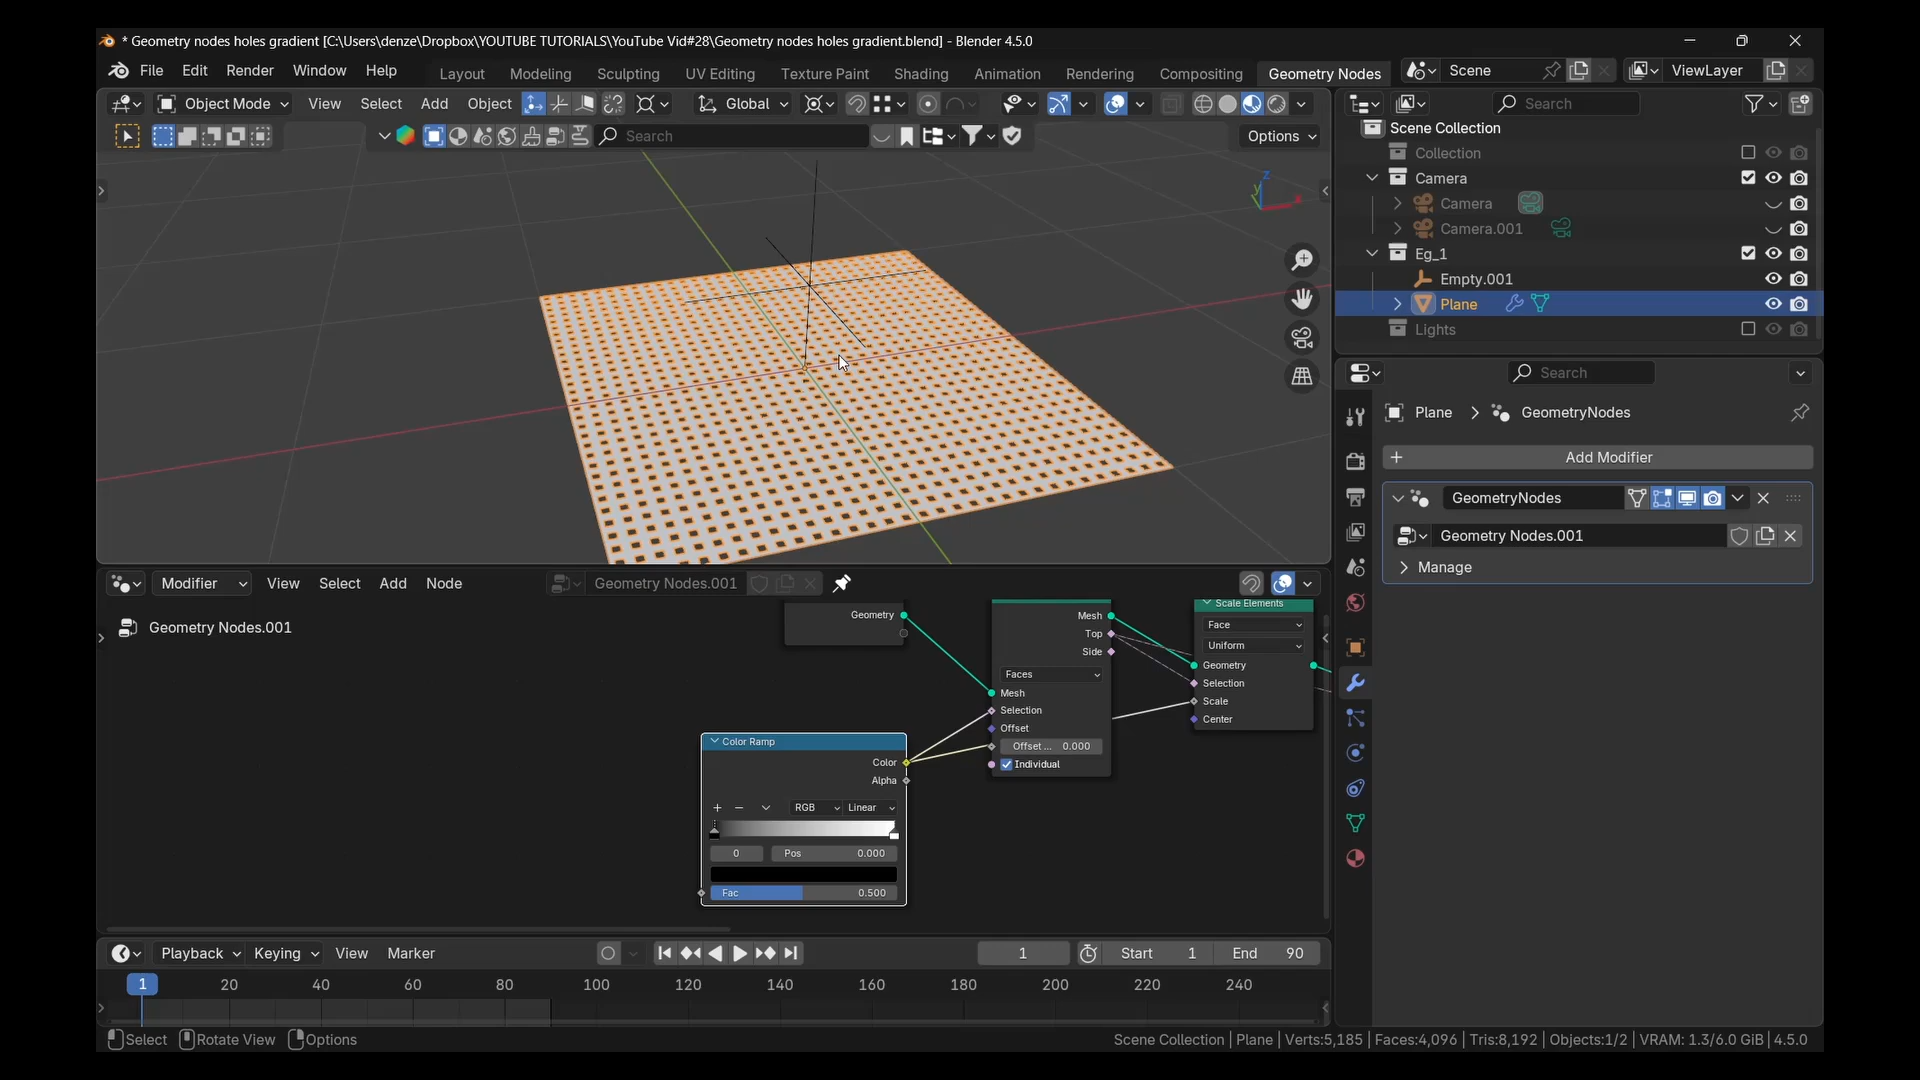 * Geometry nodes holes gradient [C:\Users\denze\Dropbox\YOUTUBE TUTORIALS\YouTube Vid#28\Geometry nodes holes gradient.blend] - Blender 4.5.0
File Edit Render Window Help Layout Modeling Sculpting UV Editing Texture Paint Shading Animation Rendering Compositing Geometry Nodes Scene ViewLayer
Object Mode View Select Add Object Global Search
Search Options
Scene Collection
Collection
Camera
Camera
Camera.001
Eg_1
Empty.001
Plane
Lights
Z
Y
Search
Plane > GeometryNodes
+ Add Modifier
GeometryNodes
Geometry Nodes.001
Manage
Modifier View Select Add Node Geometry Nodes.001
Geometry Nodes.001
Geometry
Mesh
Top
Side
Faces
Mesh
Selection
Offset
Offset ... 0.000
Individual
Scale Elements
Face
Uniform
Geometry
Selection
Scale
Center
Color Ramp
Color
Alpha
+ − RGB Linear
0 Pos 0.000
Fac 0.500
Playback Keying View Marker 1 Start 1 End 90
1 20 40 60 80 100 120 140 160 180 200 220 240
Select Rotate View Options Scene Collection | Plane | Verts:5,185 | Faces:4,096 | Tris:8,192 | Objects:1/2 | VRAM: 1.3/6.0 GiB | 4.5.0